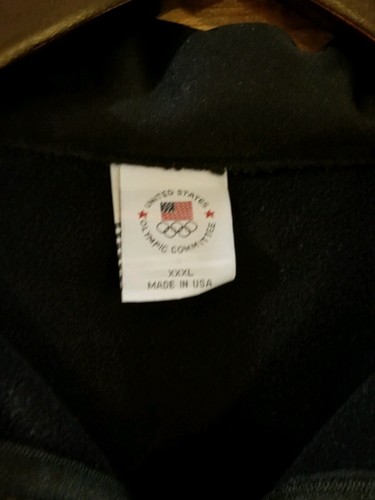 UNITED STATES
OLYMPIC COMMITTEE
XXXL
MADE IN USA